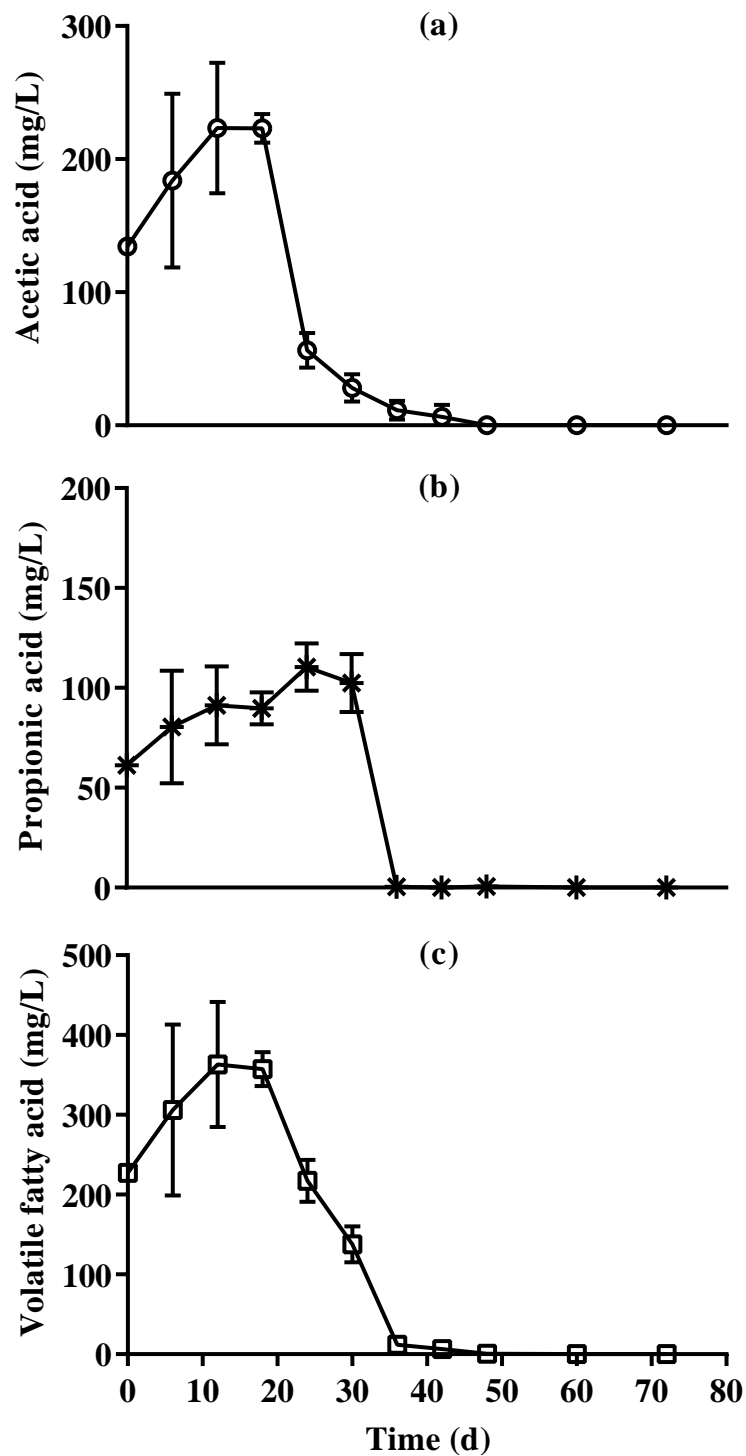 (a)
Acetic acid (mg/L)
300
200
100
0
(b)
Propionic acid (mg/L)
200
150
100
50
0
(c)
Volatile fatty acid (mg/L)
500
400
300
200
100
0
0 10 20 30 40 50 60 70 80
Time (d)